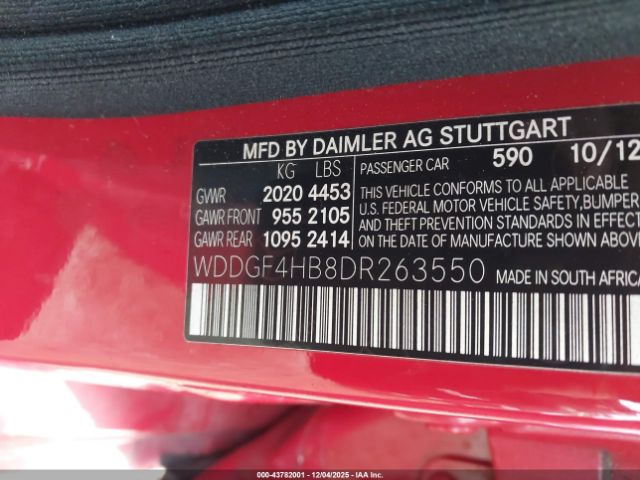 MFD BY DAIMLER AG STUTTGART
KG LBS PASSENGER CAR 590 10/12
GVWR 2020 4453 THIS VEHICLE CONFORMS TO ALL APPLICABLE
GAWR FRONT 955 2105 U.S. FEDERAL MOTOR VEHICLE SAFETY, BUMPER
GAWR REAR 1095 2414 AND THEFT PREVENTION STANDARDS IN EFFECT
ON THE DATE OF MANUFACTURE SHOWN ABOVE.
WDDGF4HB8DR263550 MADE IN SOUTH AFRICA
000-43782001 | 12/04/2025 - IAA, Inc.